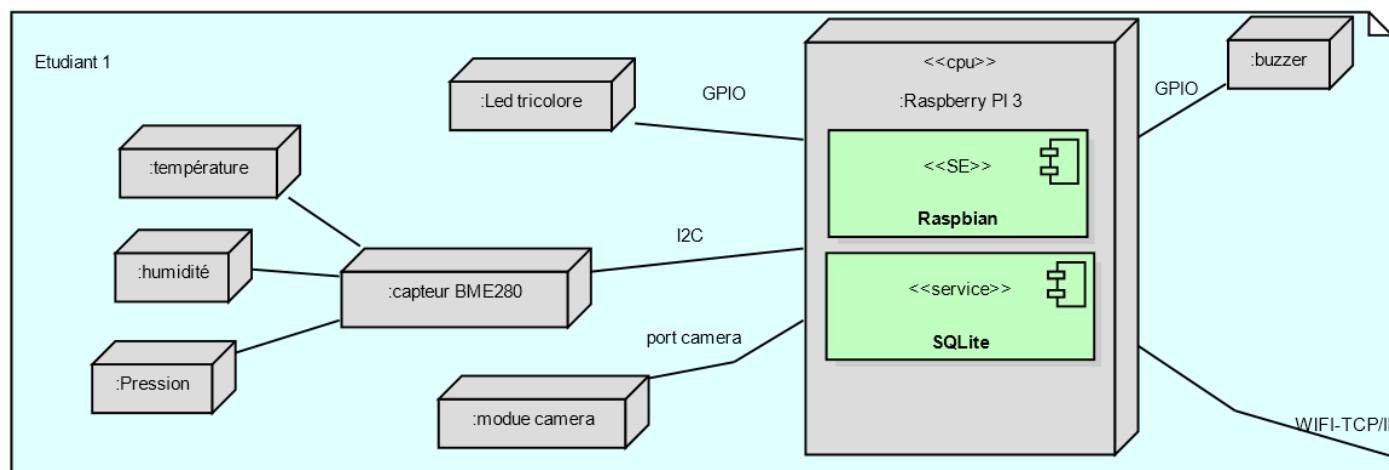 Etudiant 1
:Led tricolore
GPIO
<<cpu>>
:Raspberry PI 3
GPIO
:buzzer
:température
<<SE>>
Raspbian
:humidité
I2C
:capteur BME280
<<service>>
SQLite
:Pression
port camera
:modue camera
WIFI-TCP/I